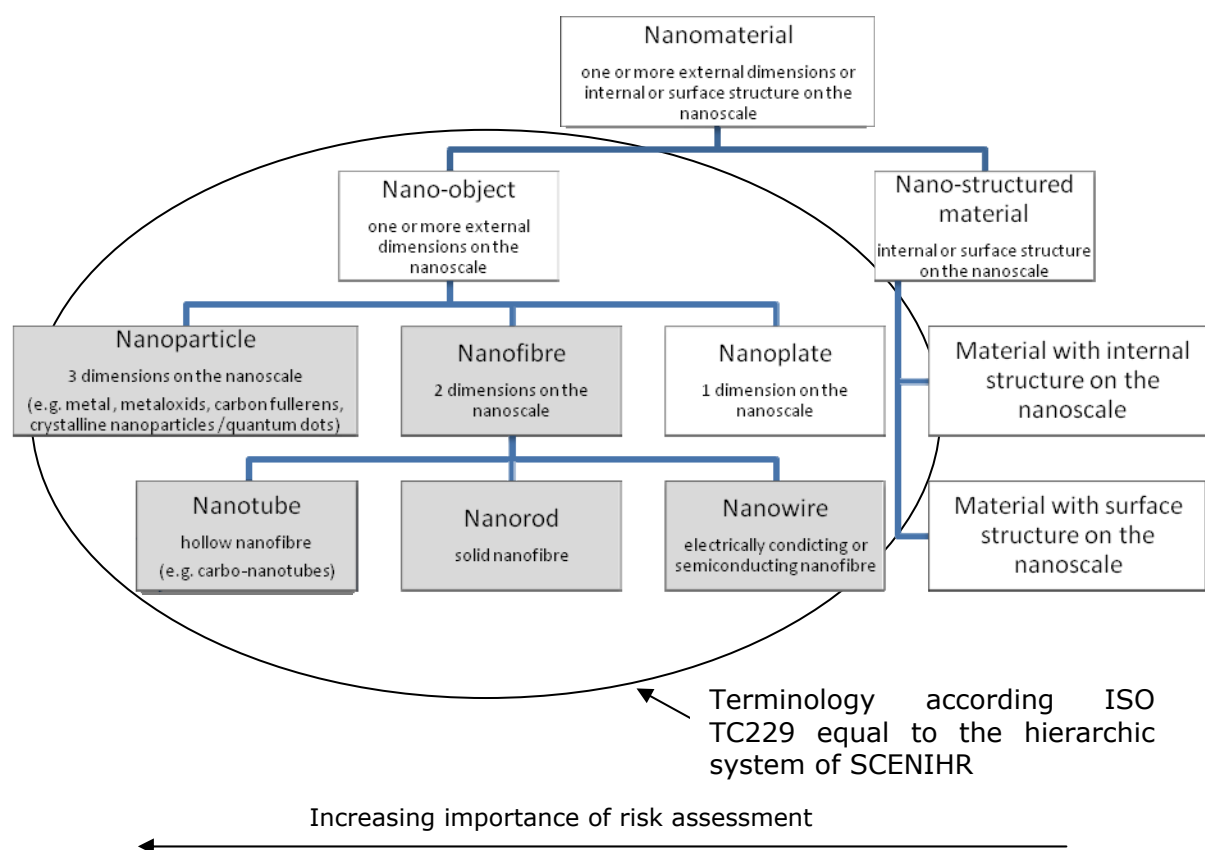 Nanomaterial
one or more external dimensions or
internal or surface structure on the
nanoscale
Nano-object
one or more external
dimensions on the
nanoscale
Nano-structured
material
internal or surface structure
on the nanoscale
Nanoparticle
3 dimensions on the nanoscale
(e.g. metal, metaloxids, carbon fullerens,
crystalline nanoparticles /quantum dots)
Nanofibre
2 dimensions on the
nanoscale
Nanoplate
1 dimension on the
nanoscale
Material with internal
structure on the
nanoscale
Nanotube
hollow nanofibre
(e.g. carbo-nanotubes)
Nanorod
solid nanofibre
Nanowire
electrically condicting or
semiconducting nanofibre
Material with surface
structure on the
nanoscale
Terminology according ISO
TC229 equal to the hierarchic
system of SCENIHR
Increasing importance of risk assessment